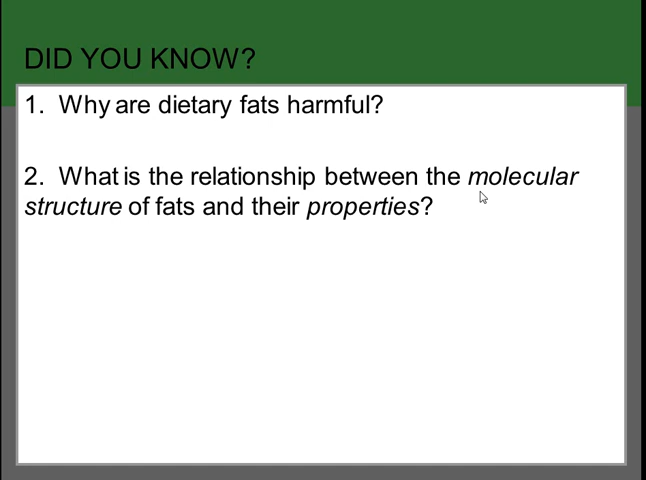 DID YOU KNOW?
1. Why are dietary fats harmful?
2. What is the relationship between the molecular
structure of fats and their properties?